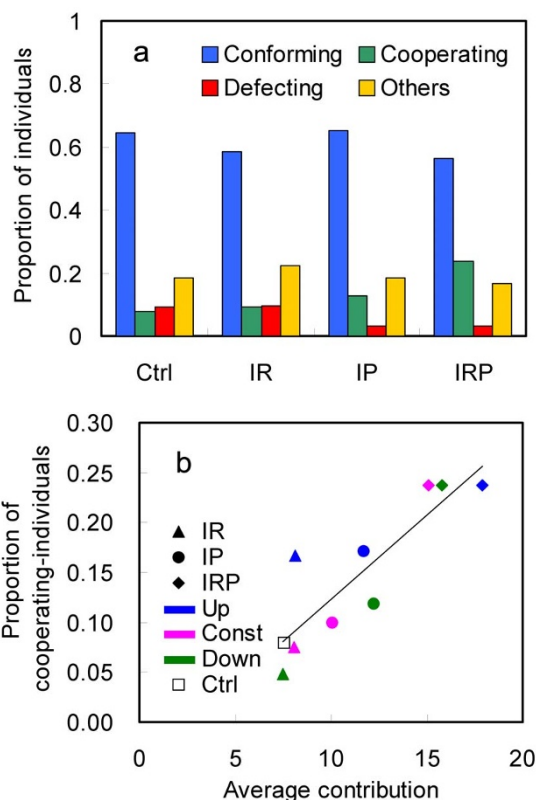 a
Conforming Cooperating
Defecting Others
Proportion of individuals
1
0.8
0.6
0.4
0.2
0
Ctrl IR IP IRP
b
Proportion of
cooperating-individuals
0.30
0.25
0.20
0.15
0.10
0.05
0.00
IR
IP
IRP
Up
Const
Down
Ctrl
0 5 10 15 20
Average contribution